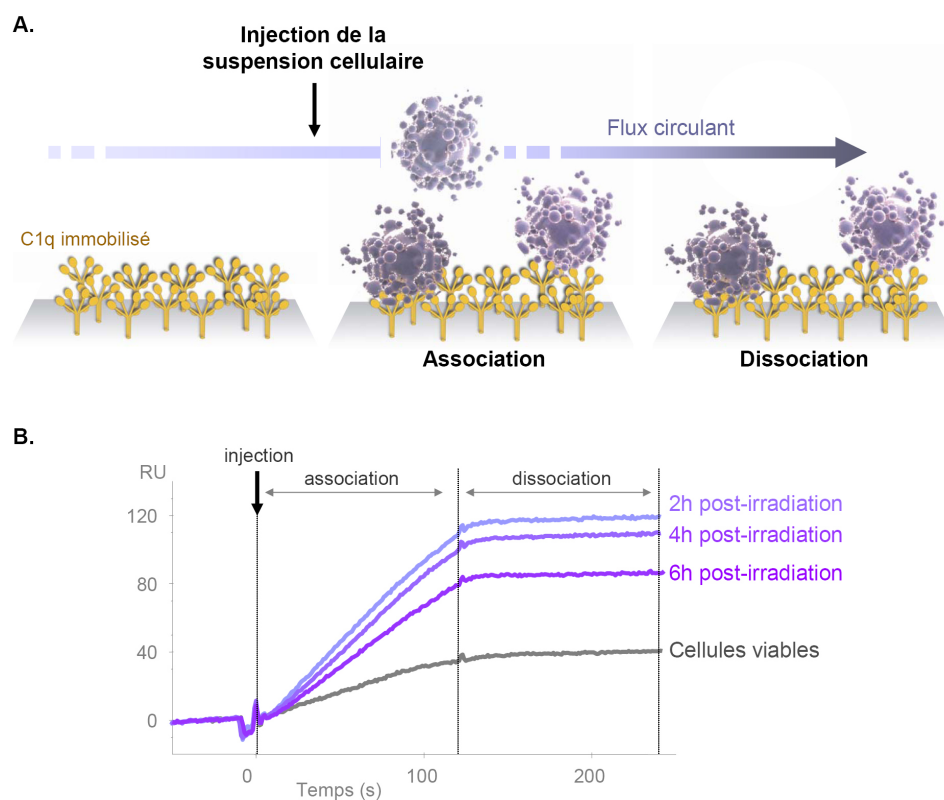 A.
Injection de la
suspension cellulaire
Flux circulant
C1q immobilisé
Association
Dissociation
B.
injection
RU
association
dissociation
120
80
40
0
2h post-irradiation
4h post-irradiation
6h post-irradiation
Cellules viables
0
100
200
Temps (s)